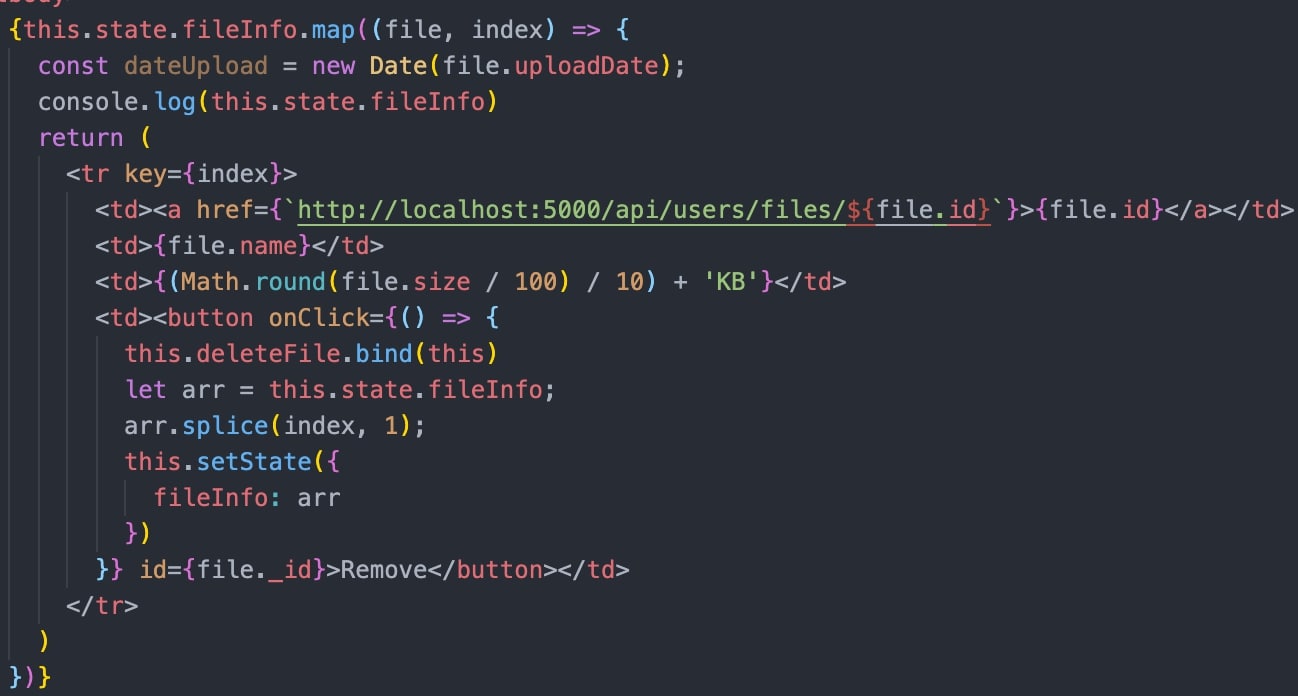 {this.state.fileInfo.map((file, index) => {
const dateUpload = new Date(file.uploadDate);
console.log(this.state.fileInfo)
return (
<tr key={index}>
<td><a href={`http://localhost:5000/api/users/files/${file.id}`}>{file.id}</a></td>
<td>{file.name}</td>
<td>{(Math.round(file.size / 100) / 10) + 'KB'}</td>
<td><button onClick={() => {
this.deleteFile.bind(this)
let arr = this.state.fileInfo;
arr.splice(index, 1);
this.setState({
fileInfo: arr
})
}} id={file._id}>Remove</button></td>
</tr>
)
})}